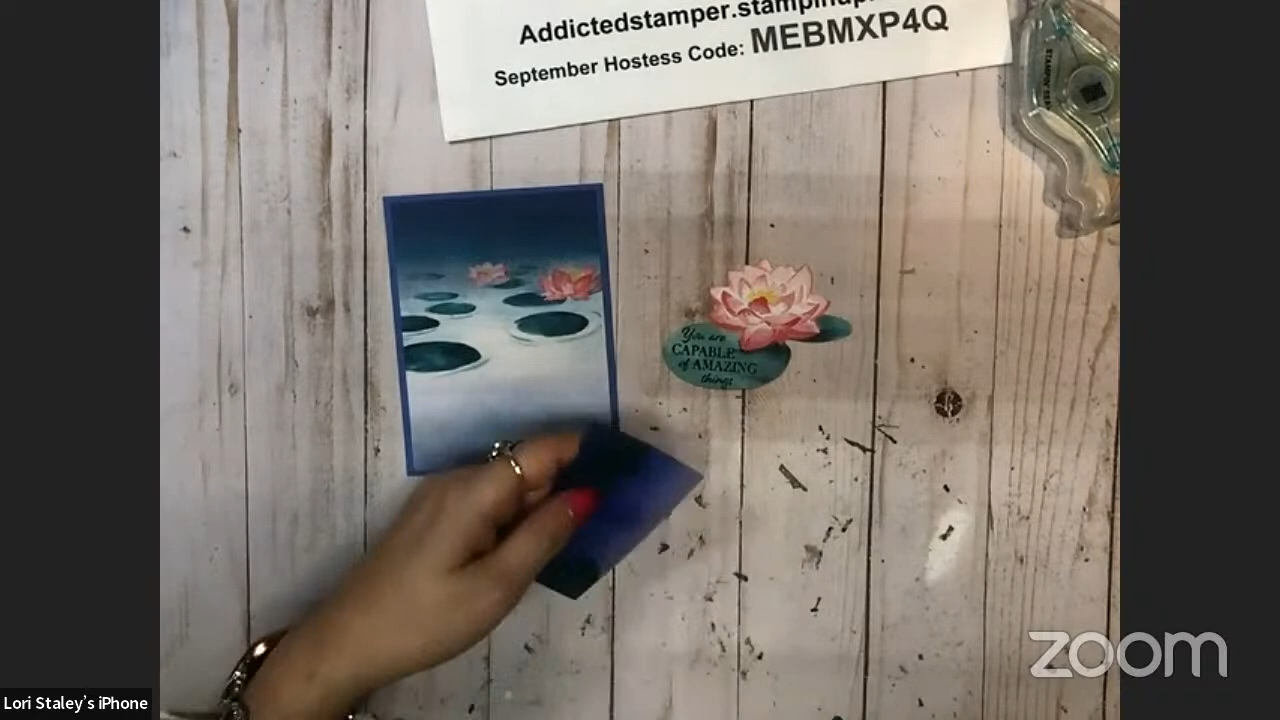 Addictedstamper.stampinup
September Hostess Code: MEBMXP4Q
You are
CAPABLE
of AMAZING
things
zoom
Lori Staley's iPhone